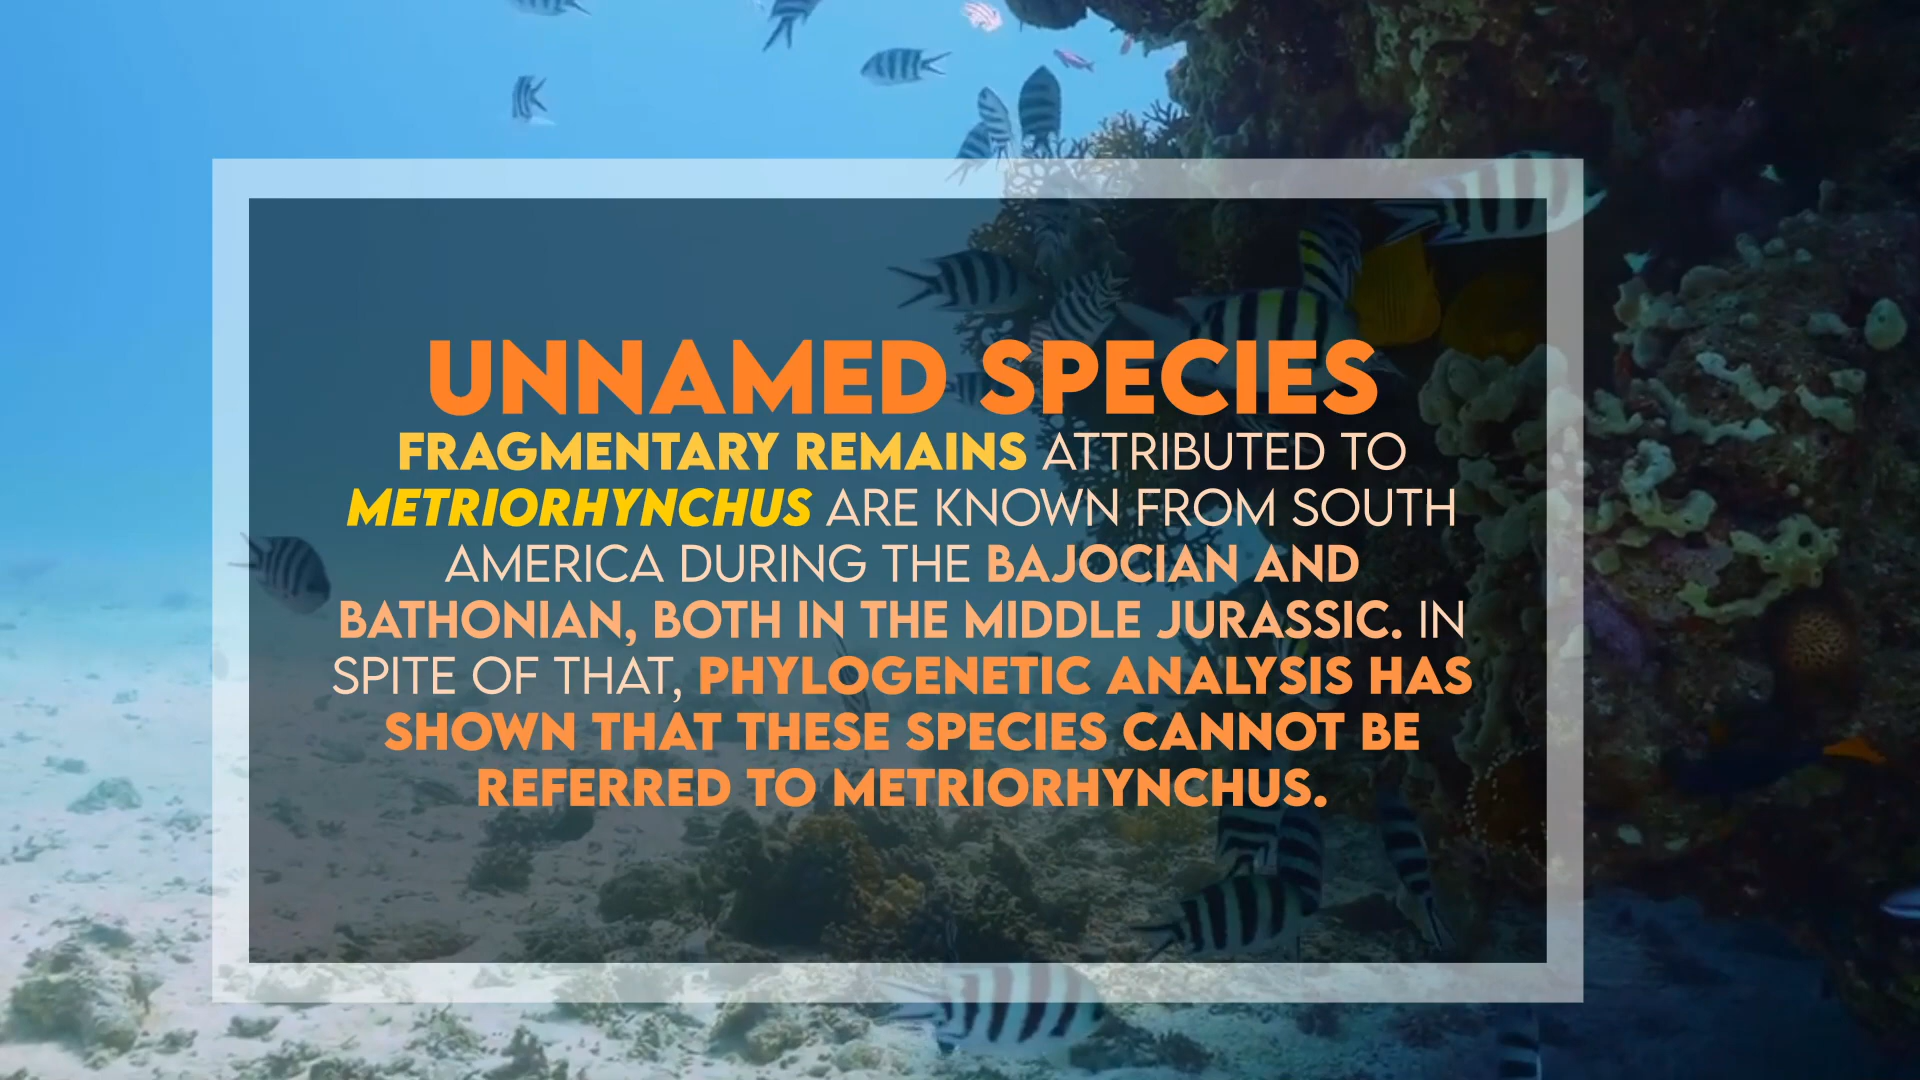 UNNAMED SPECIES
FRAGMENTARY REMAINS ATTRIBUTED TO
METRIORHYNCHUS ARE KNOWN FROM SOUTH
AMERICA DURING THE BAJOCIAN AND
BATHONIAN, BOTH IN THE MIDDLE JURASSIC. IN
SPITE OF THAT, PHYLOGENETIC ANALYSIS HAS
SHOWN THAT THESE SPECIES CANNOT BE
REFERRED TO METRIORHYNCHUS.